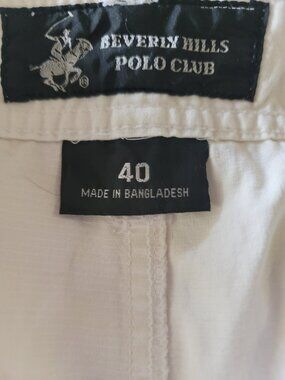 BEVERLY HILLS
POLO CLUB
40
MADE IN BANGLADESH